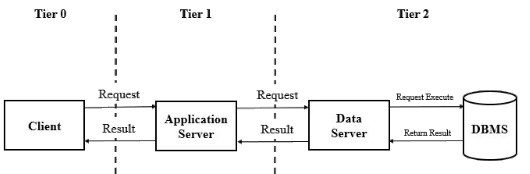 Tier 0
Tier 1
Tier 2
Request
Request
Request Execute
Client
Application
Server
Data
Server
DBMS
Result
Result
Return Result